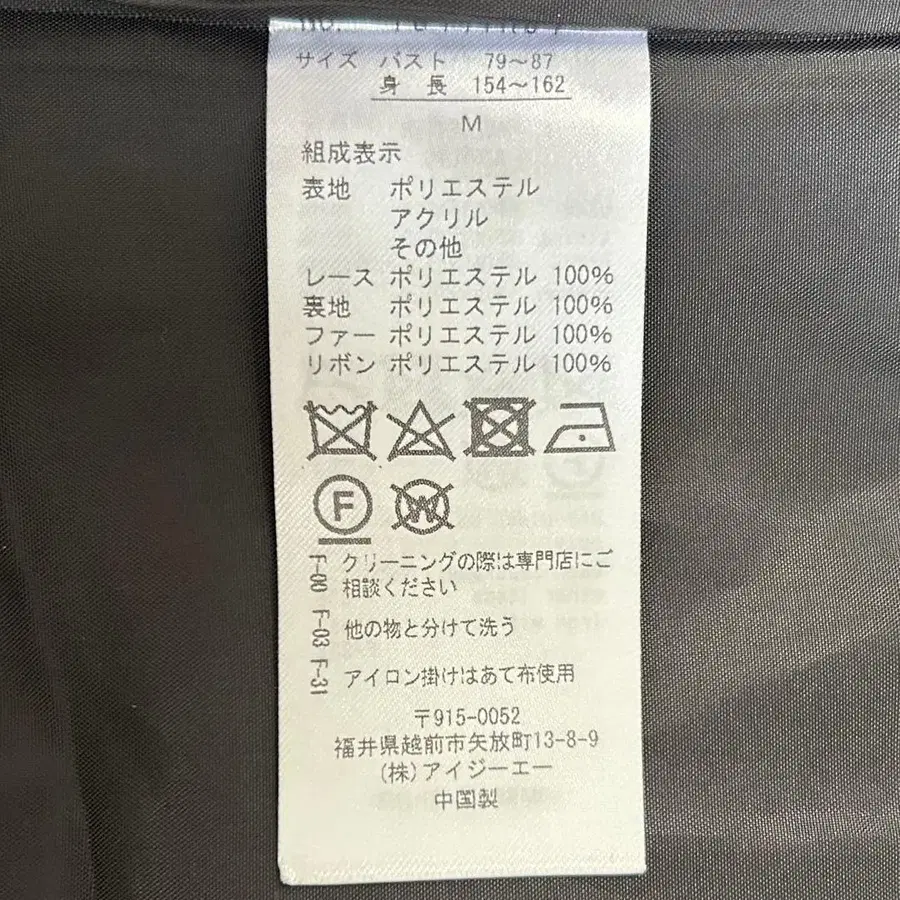 サイズ バスト 79～87
身 長 154～162
M
組成表示
表地 ポリエステル
アクリル
その他
レース ポリエステル 100%
裏地 ポリエステル 100%
ファー ポリエステル 100%
リボン ポリエステル 100%
F W
F-00 クリーニングの際は専門店にご
相談ください
F-03 他の物と分けて洗う
F-31 アイロン掛けはあて布使用
〒915-0052
福井県越前市矢放町13-8-9
(株)アイジーエー
中国製